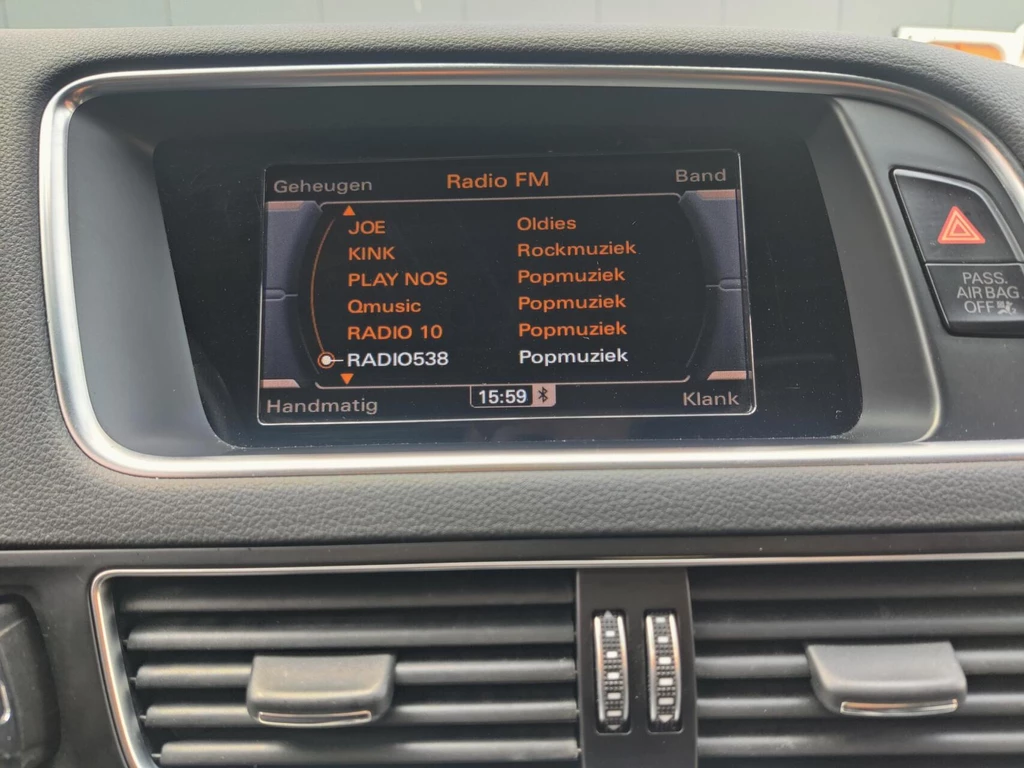 Geheugen Radio FM Band
JOE Oldies
KINK Rockmuziek
PLAY NOS Popmuziek
Qmusic Popmuziek
RADIO 10 Popmuziek
RADIO538 Popmuziek
Handmatig 15:59 Klank
PASS.
AIR BAG
OFF